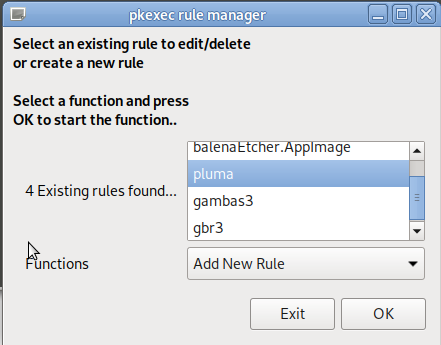 pkexec rule manager
Select an existing rule to edit/delete
or create a new rule
Select a function and press
OK to start the function..
balenaEtcher.AppImage
pluma
4 Existing rules found...
gambas3
gbr3
Functions
Add New Rule
Exit
OK